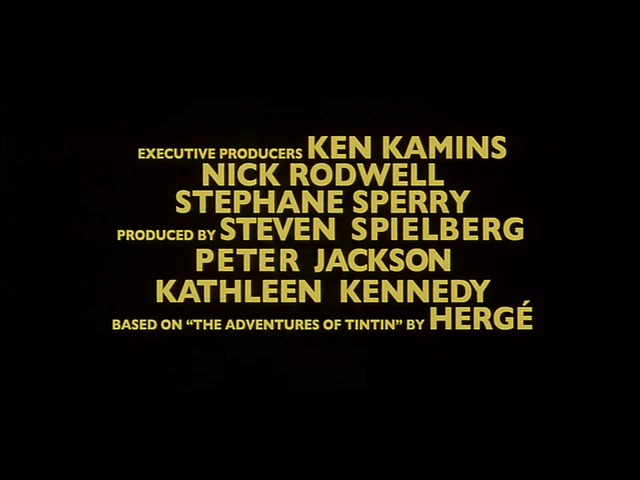 EXECUTIVE PRODUCERS KEN KAMINS
NICK RODWELL
STEPHANE SPERRY
PRODUCED BY STEVEN SPIELBERG
PETER JACKSON
KATHLEEN KENNEDY
BASED ON “THE ADVENTURES OF TINTIN” BY HERGÉ